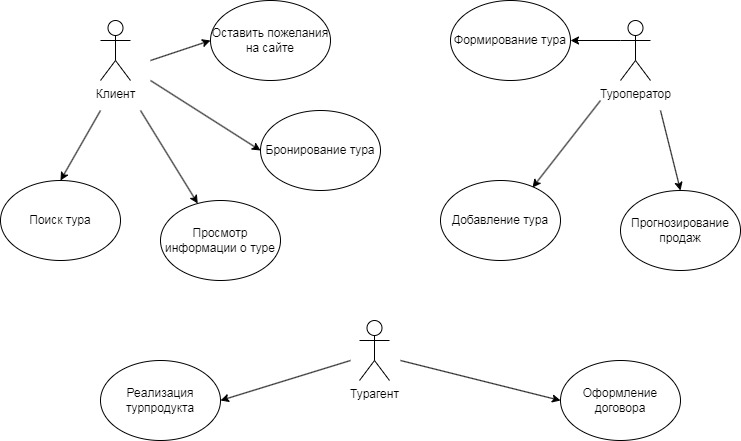 Оставить пожелания
на сайте
Клиент
Бронирование тура
Поиск тура
Просмотр
информации о туре
Формирование тура
Туроператор
Добавление тура
Прогнозирование
продаж
Турагент
Реализация
турпродукта
Оформление
договора